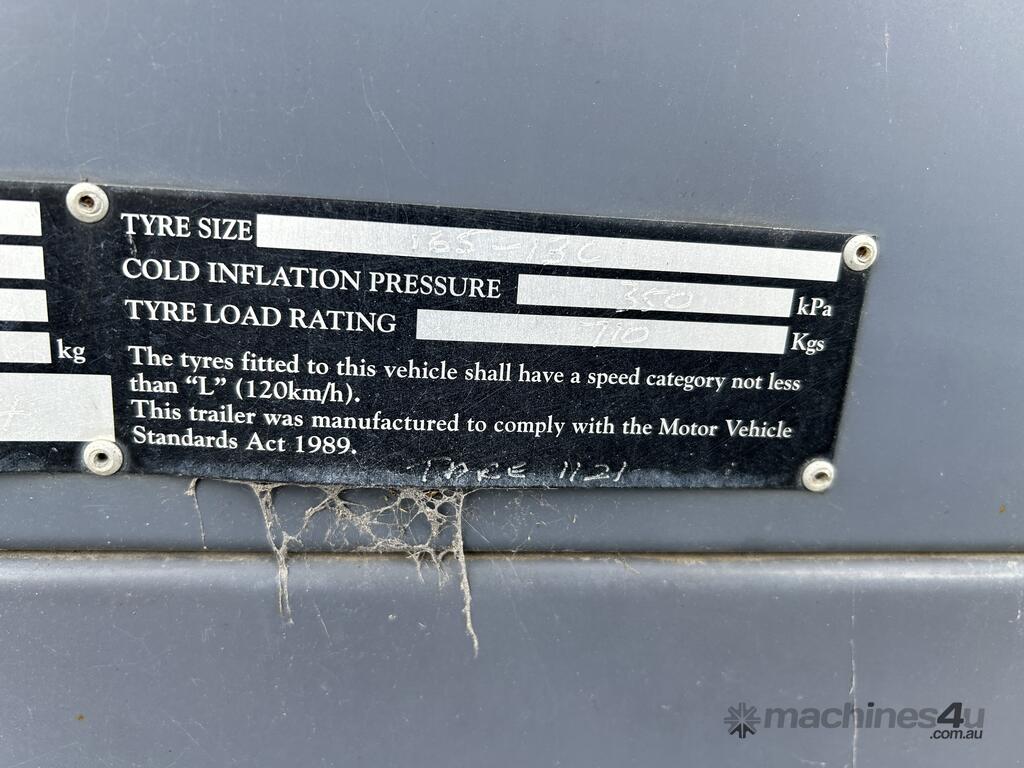 TYRE SIZE 165-13C
COLD INFLATION PRESSURE 350 kPa
TYRE LOAD RATING 710 Kgs
kg
The tyres fitted to this vehicle shall have a speed category not less
than "L" (120km/h).
This trailer was manufactured to comply with the Motor Vehicle
Standards Act 1989.
TARE 1121
machines4u
.com.au